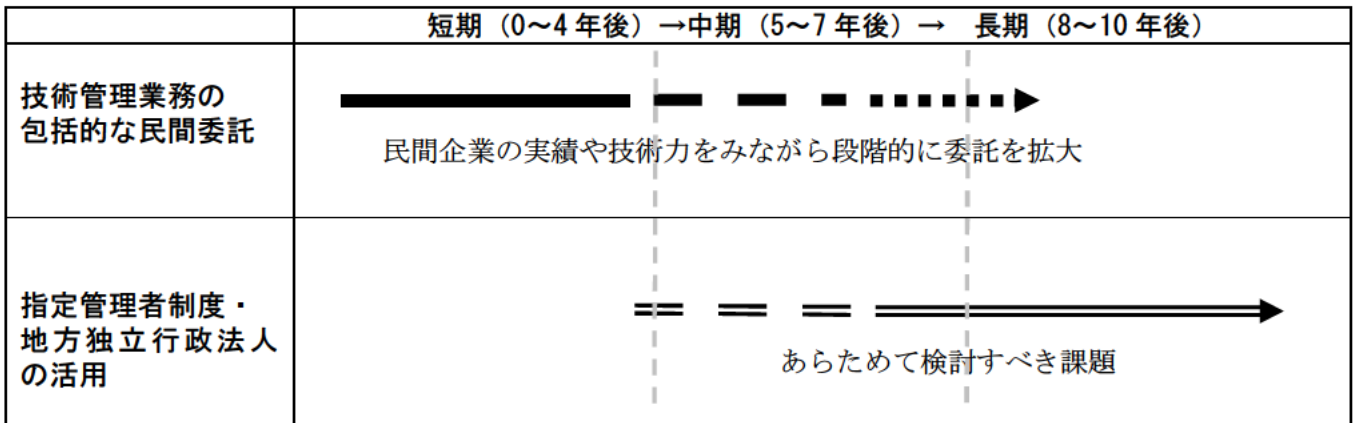 短期（0～4 年後）→中期（5～7 年後）→　長期（8～10 年後）
技術管理業務の
包括的な民間委託
民間企業の実績や技術力をみながら段階的に委託を拡大
指定管理者制度・
地方独立行政法人
の活用
あらためて検討すべき課題